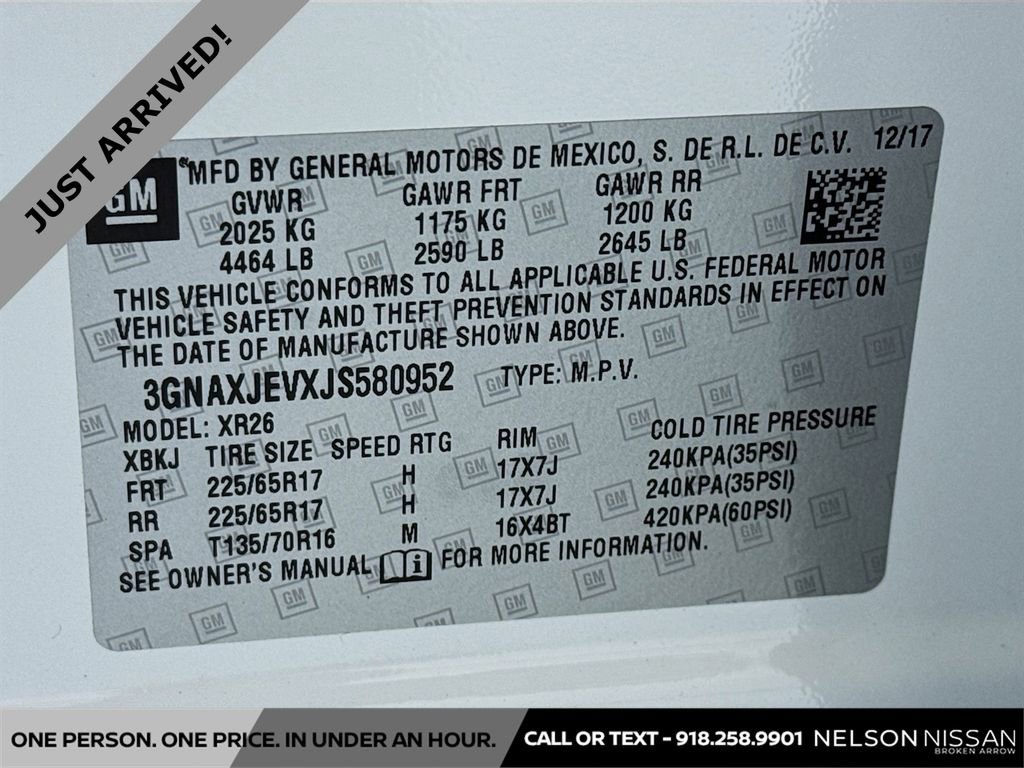 JUST ARRIVED!
GM
MFD BY GENERAL MOTORS DE MEXICO, S. DE R.L. DE C.V. 12/17
GVWR GAWR FRT GAWR RR
2025 KG 1175 KG 1200 KG
4464 LB 2590 LB 2645 LB
THIS VEHICLE CONFORMS TO ALL APPLICABLE U.S. FEDERAL MOTOR
VEHICLE SAFETY AND THEFT PREVENTION STANDARDS IN EFFECT ON
THE DATE OF MANUFACTURE SHOWN ABOVE.
3GNAXJEVXJS580952 TYPE: M.P.V.
MODEL: XR26
XBKJ TIRE SIZE SPEED RTG RIM COLD TIRE PRESSURE
FRT 225/65R17 H 17X7J 240KPA(35PSI)
RR 225/65R17 H 17X7J 240KPA(35PSI)
SPA T135/70R16 M 16X4BT 420KPA(60PSI)
SEE OWNER'S MANUAL i FOR MORE INFORMATION.
ONE PERSON. ONE PRICE. IN UNDER AN HOUR. CALL OR TEXT - 918.258.9901 NELSON NISSAN
BROKEN ARROW